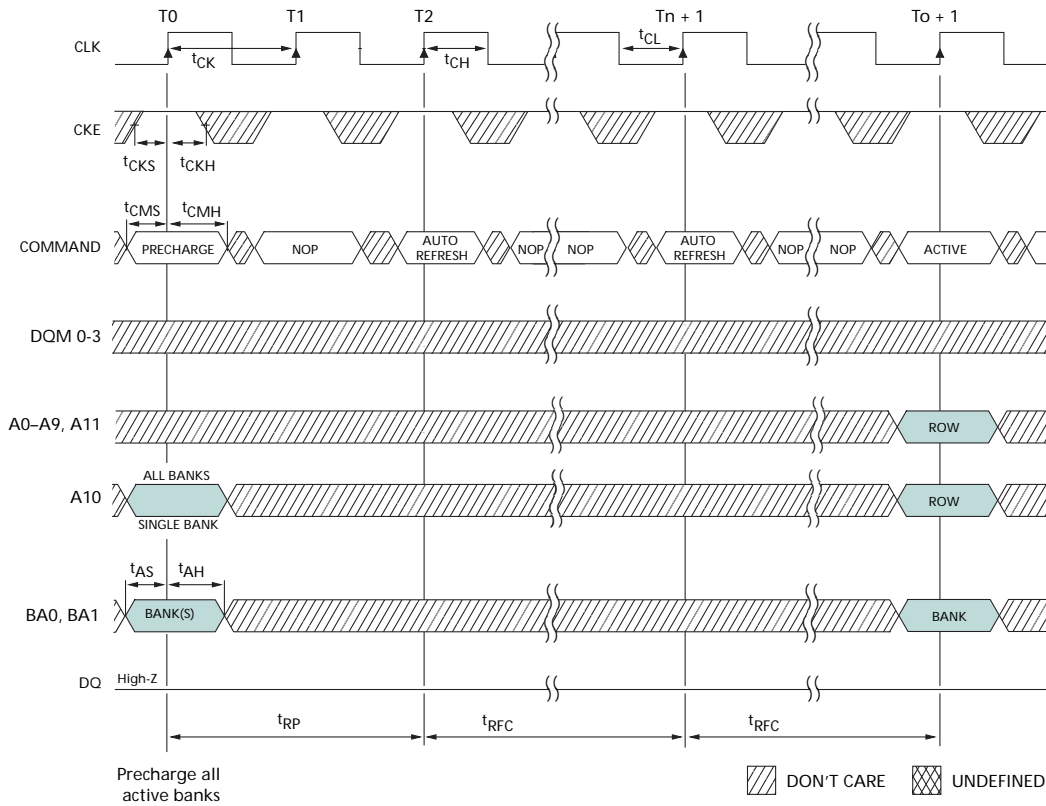 T0 T1 T2 Tn + 1 To + 1
CLK
tCK tCH tCL
CKE
tCKS tCKH
tCMS tCMH
COMMAND PRECHARGE NOP AUTO REFRESH NOP NOP AUTO REFRESH NOP NOP ACTIVE
DQM 0-3
A0–A9, A11 ROW
ALL BANKS
A10 ROW
SINGLE BANK
tAS tAH
BA0, BA1 BANK(S) BANK
DQ High-Z
tRP tRFC tRFC
Precharge all
active banks
DON'T CARE UNDEFINED